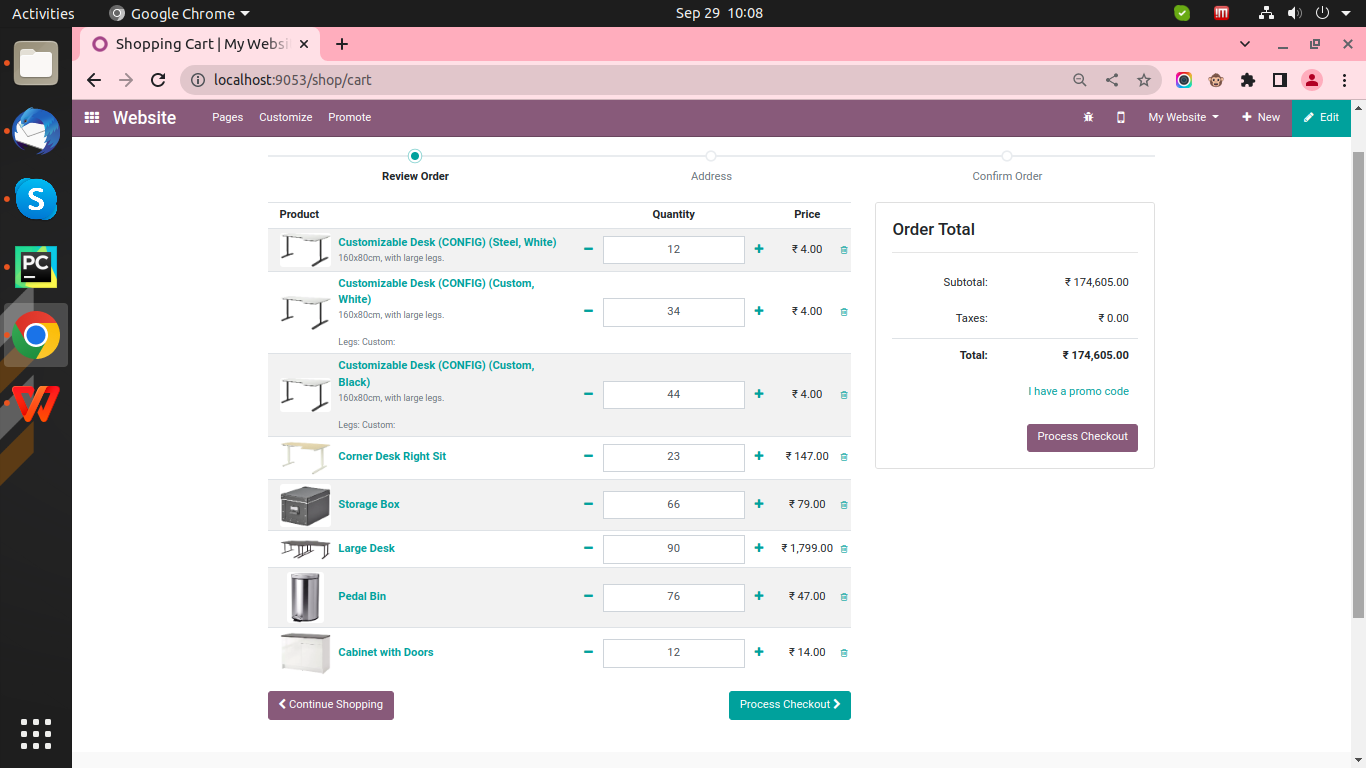 Activities
Google Chrome
Sep 29 10:08
Shopping Cart | My Websi
localhost:9053/shop/cart
Website
Pages
Customize
Promote
My Website
New
Edit
Review Order
Address
Confirm Order
Product Quantity Price
Customizable Desk (CONFIG) (Steel, White)
160x80cm, with large legs.
12
₹ 4.00
Customizable Desk (CONFIG) (Custom,
White)
160x80cm, with large legs.
Legs: Custom:
34
₹ 4.00
Customizable Desk (CONFIG) (Custom,
Black)
160x80cm, with large legs.
Legs: Custom:
44
₹ 4.00
Corner Desk Right Sit
23
₹ 147.00
Storage Box
66
₹ 79.00
Large Desk
90
₹ 1,799.00
Pedal Bin
76
₹ 47.00
Cabinet with Doors
12
₹ 14.00
Continue Shopping
Process Checkout
Order Total
Subtotal: ₹ 174,605.00
Taxes: ₹ 0.00
Total: ₹ 174,605.00
I have a promo code
Process Checkout
S
PC
W